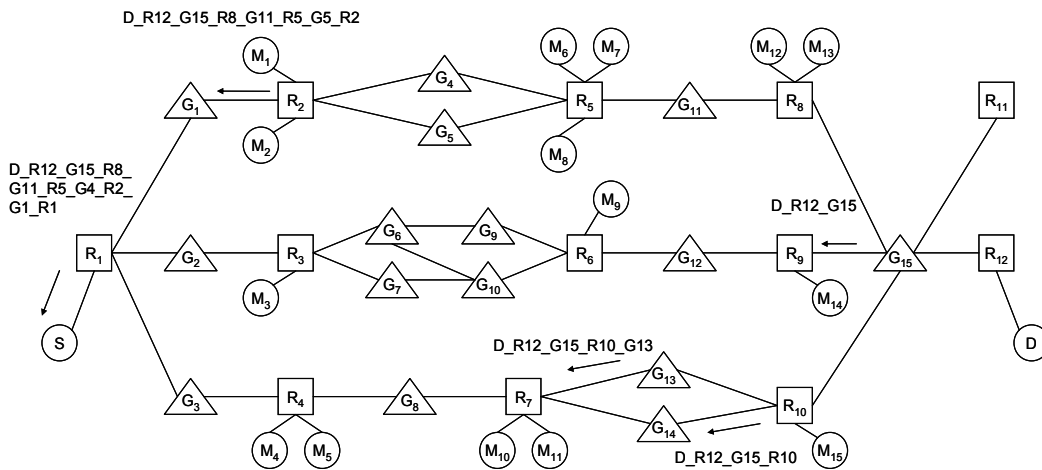 D_R12_G15_R8_G11_R5_G5_R2
M1
M6
M7
M12
M13
G4
G1
R2
R5
G11
R8
R11
G5
M2
M8
D_R12_G15_R8_
G11_R5_G4_R2_
G1_R1
M9
D_R12_G15
G6
G9
R1
G2
R3
R6
G12
R9
G15
R12
G7
G10
M3
M14
S
D
D_R12_G15_R10_G13
G13
G3
R4
G8
R7
R10
G14
M4
M5
M10
M11
M15
D_R12_G15_R10